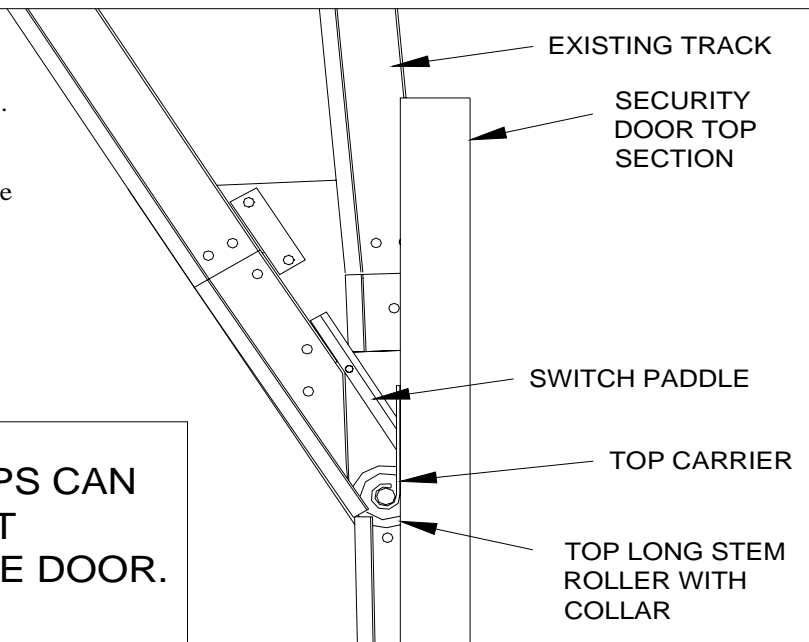 EXISTING TRACK
SECURITY
DOOR TOP
SECTION
.
e
SWITCH PADDLE
TOP CARRIER
TOP LONG STEM
ROLLER WITH
COLLAR
PS CAN
T
E DOOR.